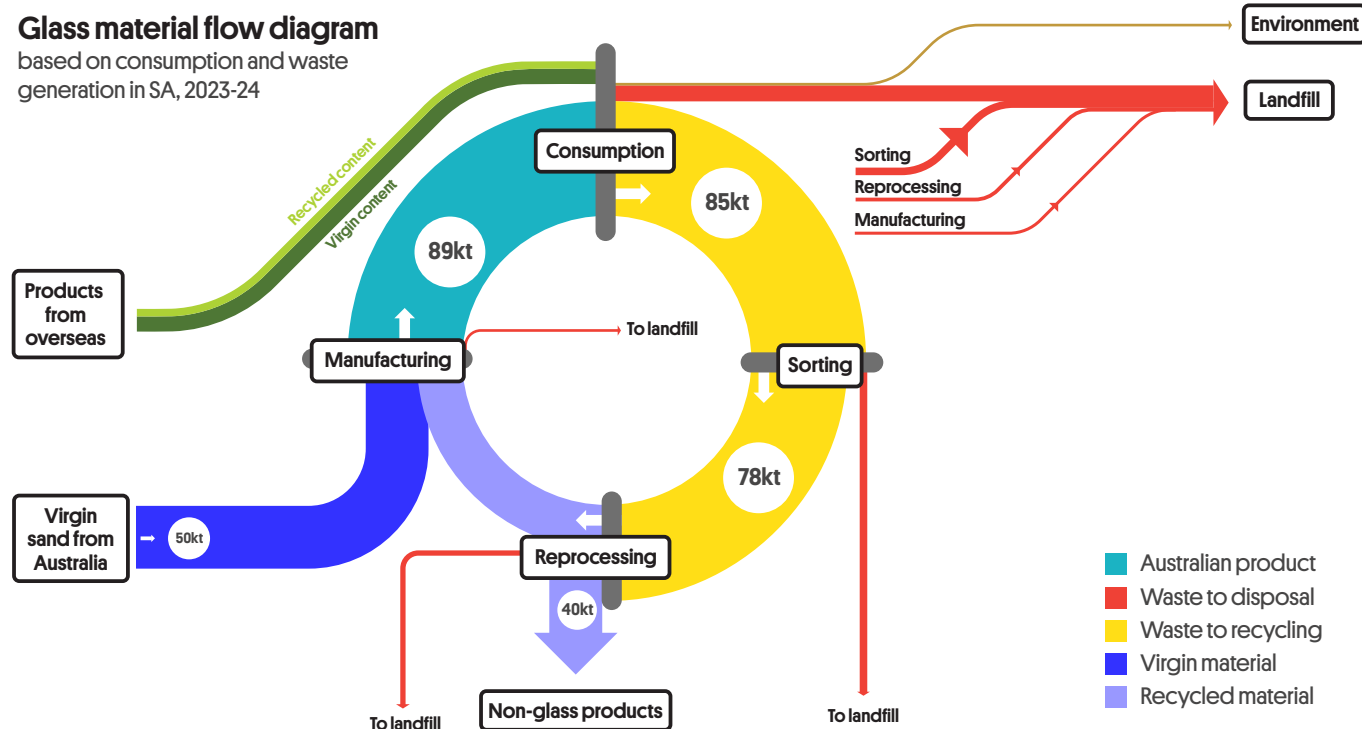 Glass material flow diagram
based on consumption and waste
generation in SA, 2023-24
Environment
Landfill
Consumption
Sorting
Reprocessing
Manufacturing
Recycled content
Virgin content
85kt
89kt
Products
from
overseas
To landfill
Manufacturing
Sorting
78kt
Virgin
sand from
Australia
50kt
Reprocessing
40kt
To landfill
Non-glass products
To landfill
Australian product
Waste to disposal
Waste to recycling
Virgin material
Recycled material